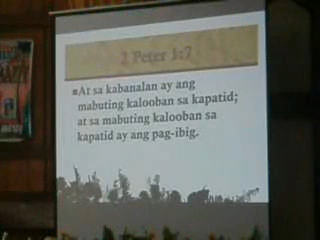 2 Peter 1:7
At sa kabanalan ay ang
mabuting kalooban sa kapatid;
at sa mabuting kalooban sa
kapatid ay ang pag-ibig.